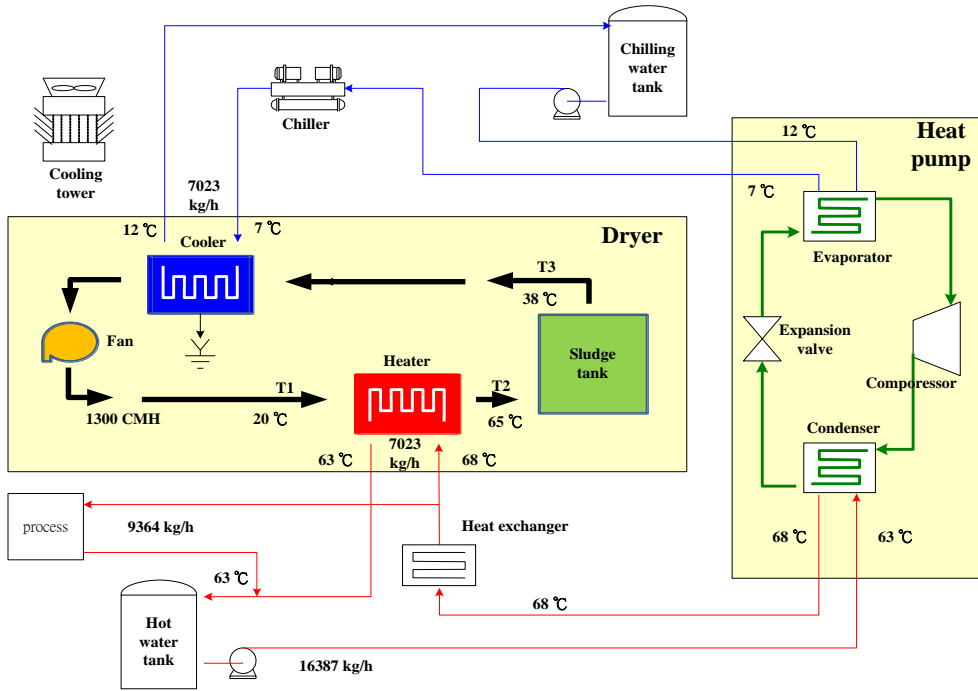 Chilling
water
tank
Chiller
Cooling
tower
Heat
pump
12 ℃
7 ℃
Evaporator
7023
kg/h
12 ℃
7 ℃
Cooler
Dryer
T3
38 ℃
Fan
Expansion
valve
Comporessor
Sludge
tank
Heater
T1
T2
1300 CMH
20 ℃
65 ℃
Condenser
7023
kg/h
63 ℃
68 ℃
process
9364 kg/h
Heat exchanger
68 ℃
63 ℃
63 ℃
68 ℃
Hot
water
tank
16387 kg/h